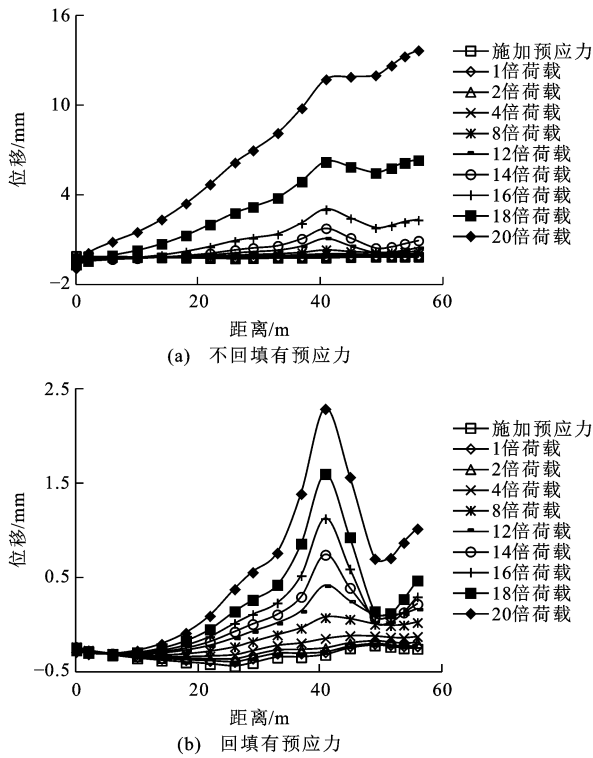 16
10
4
−2
位移/mm
0
20
40
60
距离/m
施加预应力
1倍荷载
2倍荷载
4倍荷载
8倍荷载
12倍荷载
14倍荷载
16倍荷载
18倍荷载
20倍荷载
(a) 不回填有预应力
2.5
1.5
0.5
−0.5
位移/mm
0
20
40
60
距离/m
施加预应力
1倍荷载
2倍荷载
4倍荷载
8倍荷载
12倍荷载
14倍荷载
16倍荷载
18倍荷载
20倍荷载
(b) 回填有预应力